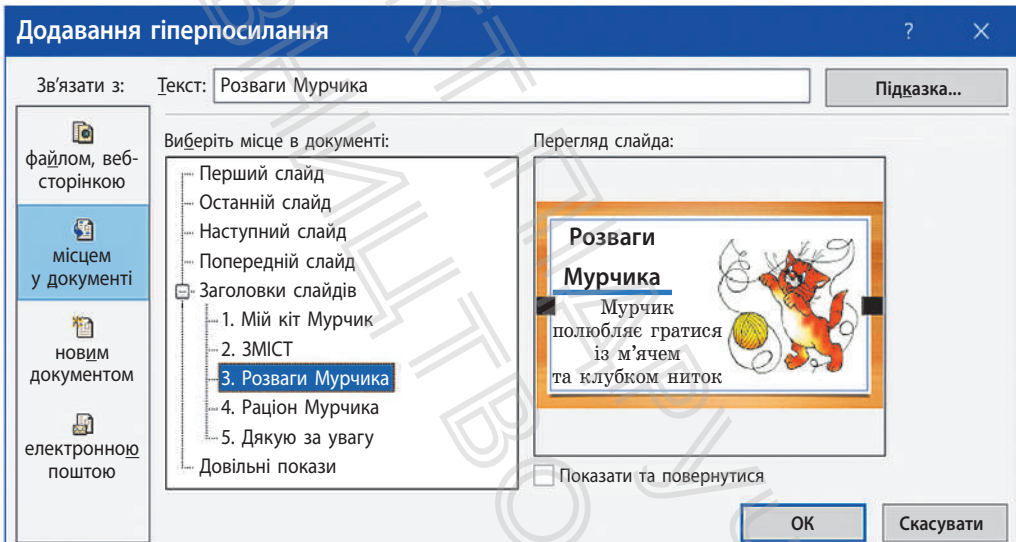 Додавання гіперпосилання
? ×
Зв'язати з:
Текст:
Розваги Мурчика
Підказка...
файлом, веб-
сторінкою
місцем
у документі
новим
документом
електронною
поштою
Виберіть місце в документі:
Перший слайд
Останній слайд
Наступний слайд
Попередній слайд
Заголовки слайдів
1. Мій кіт Мурчик
2. ЗМІСТ
3. Розваги Мурчика
4. Раціон Мурчика
5. Дякую за увагу
Довільні покази
Перегляд слайда:
Розваги
Мурчика
Мурчик
полюбляє гратися
із м'ячем
та клубком ниток
Показати та повернутися
ОК
Скасувати